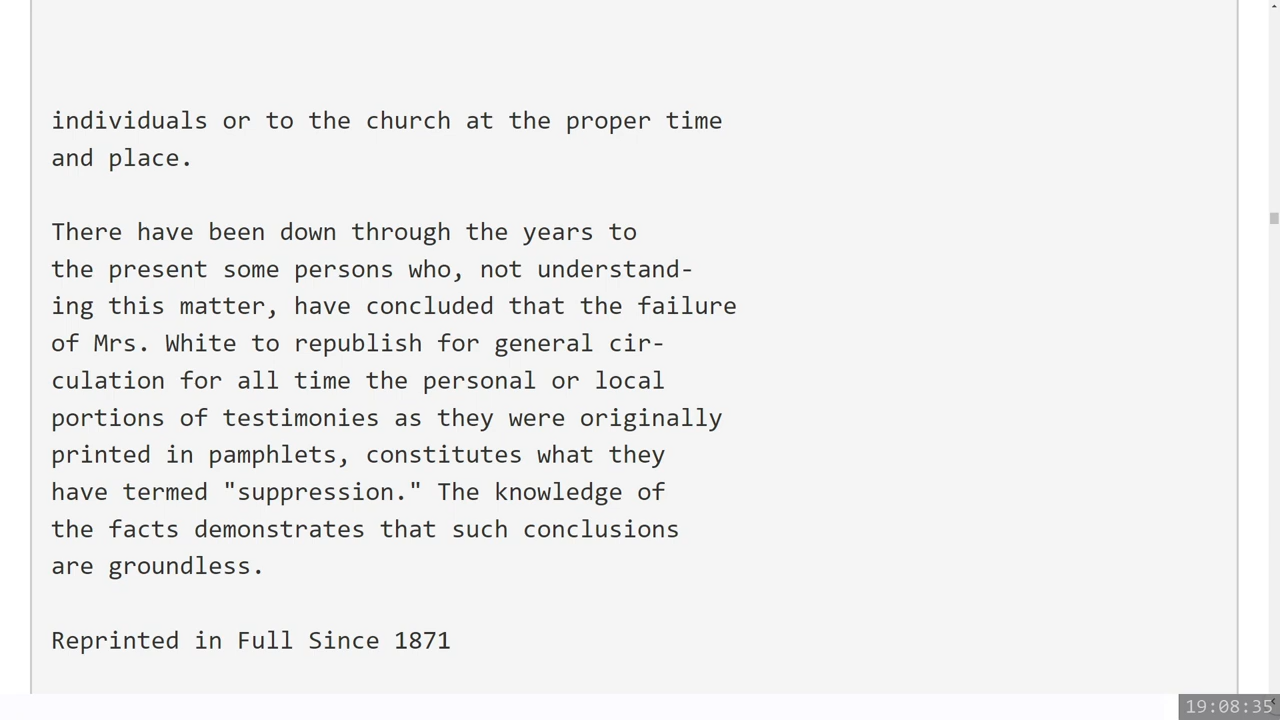 individuals or to the church at the proper time
and place.
There have been down through the years to
the present some persons who, not understand-
ing this matter, have concluded that the failure
of Mrs. White to republish for general cir-
culation for all time the personal or local
portions of testimonies as they were originally
printed in pamphlets, constitutes what they
have termed "suppression." The knowledge of
the facts demonstrates that such conclusions
are groundless.
Reprinted in Full Since 1871
19:08:35